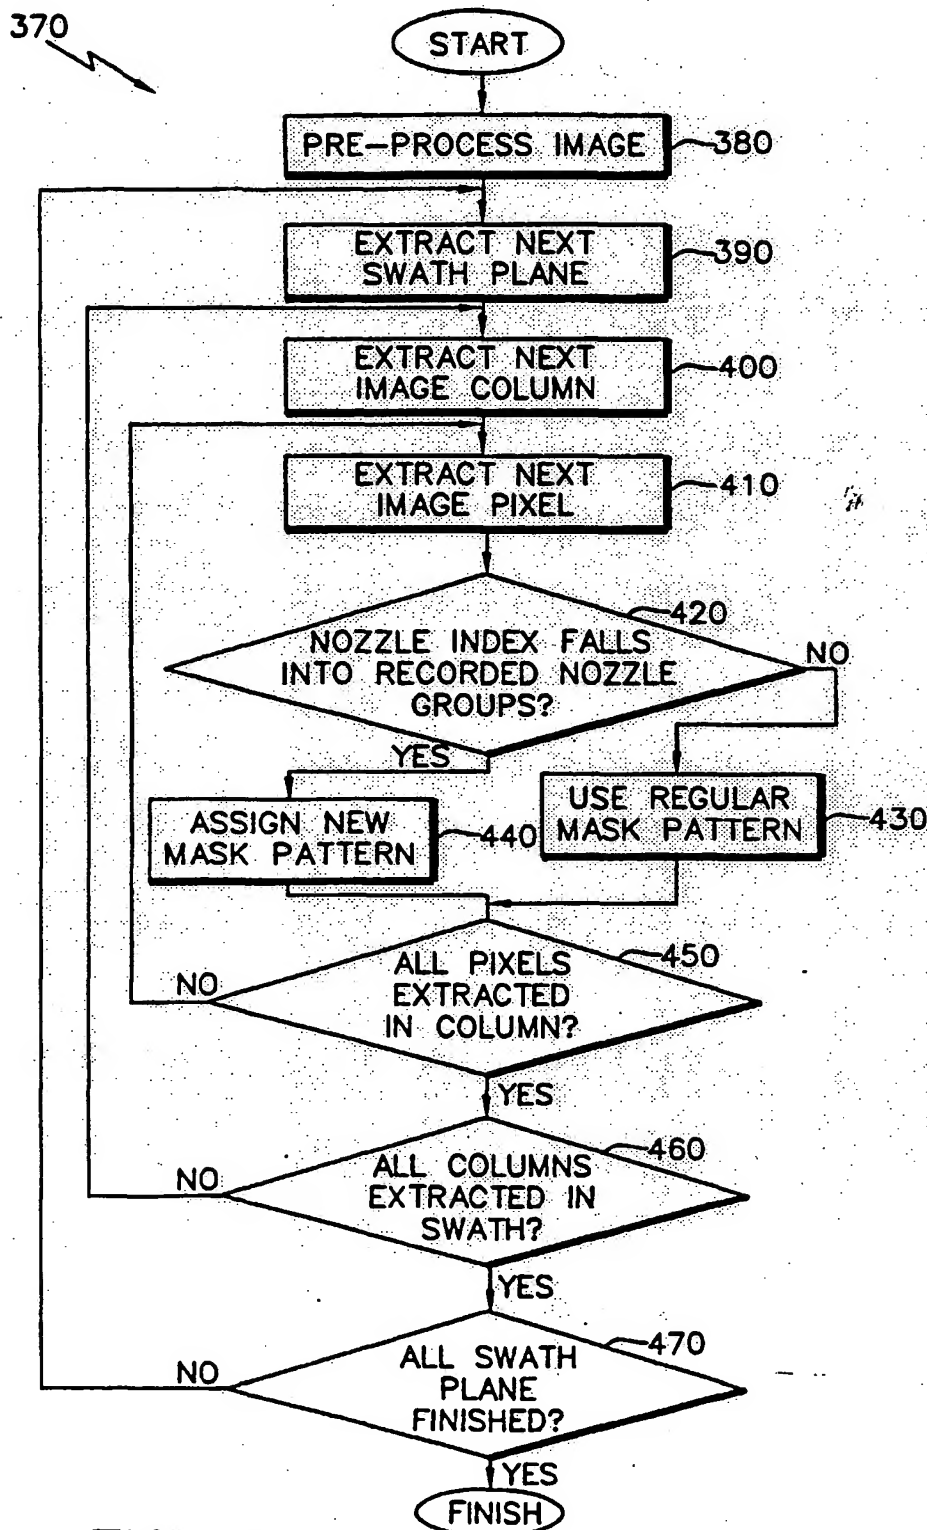 370
START
PRE-PROCESS IMAGE
380
EXTRACT NEXT
SWATH PLANE
390
EXTRACT NEXT
IMAGE COLUMN
400
EXTRACT NEXT
IMAGE PIXEL
410
420
NOZZLE INDEX FALLS
INTO RECORDED NOZZLE
GROUPS?
NO
YES
ASSIGN NEW
MASK PATTERN
440
USE REGULAR
MASK PATTERN
430
450
ALL PIXELS
EXTRACTED
IN COLUMN?
NO
YES
460
ALL COLUMNS
EXTRACTED IN
SWATH?
NO
YES
470
ALL SWATH
PLANE
FINISHED?
NO
YES
FINISH